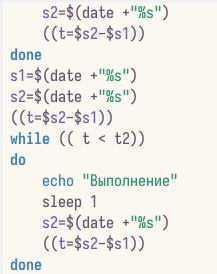 s2=$(date +"%s")
((t=$s2-$s1))
done
s1=$(date +"%s")
s2=$(date +"%s")
((t=$s2-$s1))
while (( t < t2))
do
echo "Выполнение"
sleep 1
s2=$(date +"%s")
((t=$s2-$s1))
done